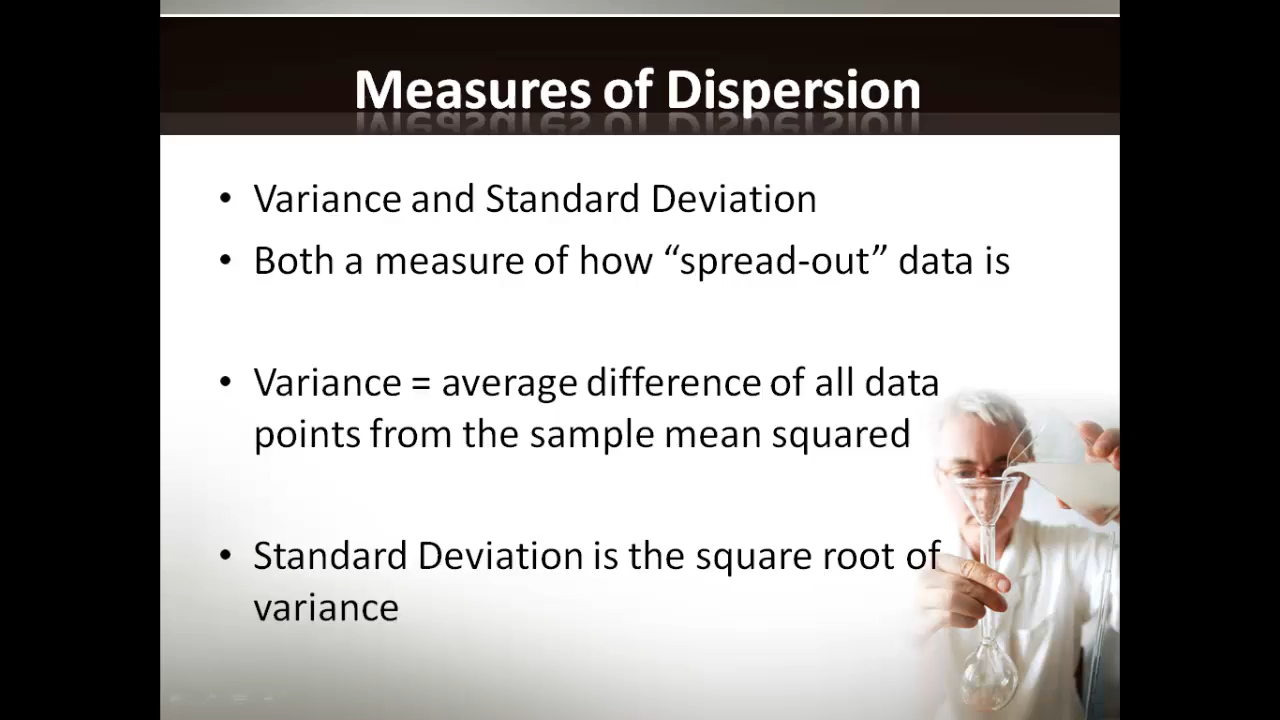 Measures of Dispersion
• Variance and Standard Deviation
• Both a measure of how “spread-out” data is
• Variance = average difference of all data
points from the sample mean squared
• Standard Deviation is the square root of
variance